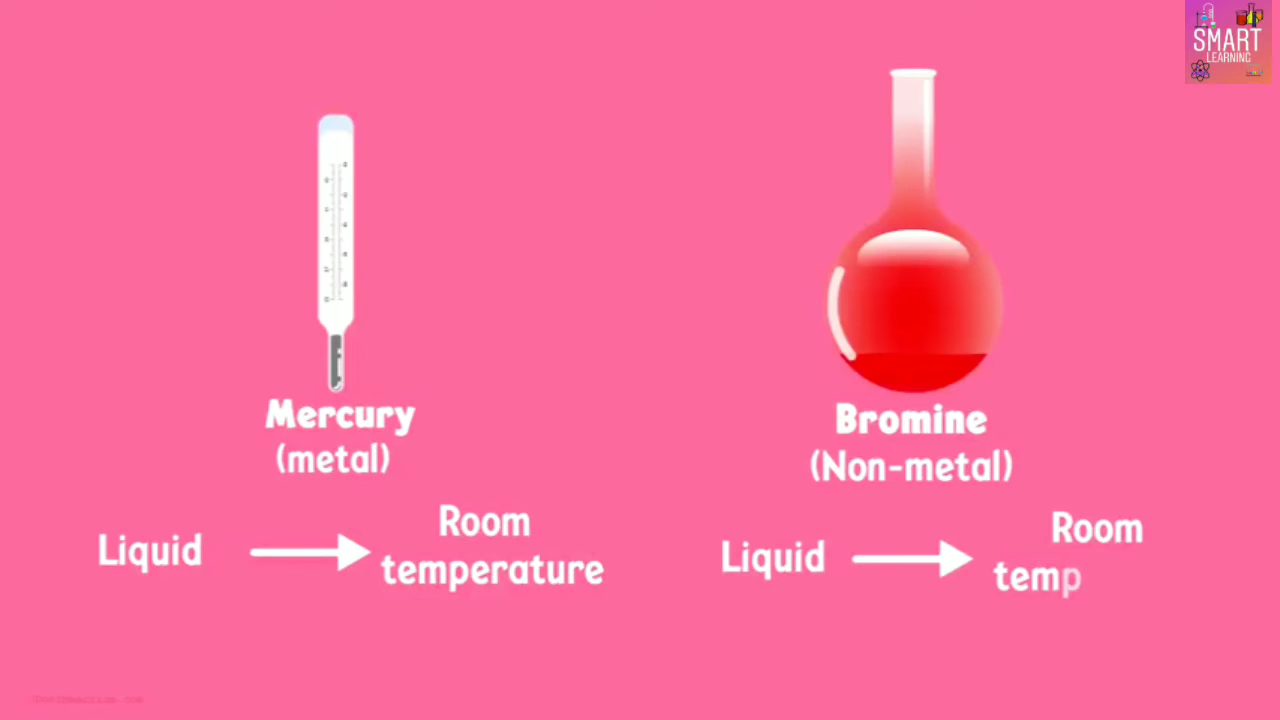 SMART
LEARNING
Mercury
(metal)
Liquid
Room
temperature
Bromine
(Non-metal)
Liquid
Room
temp